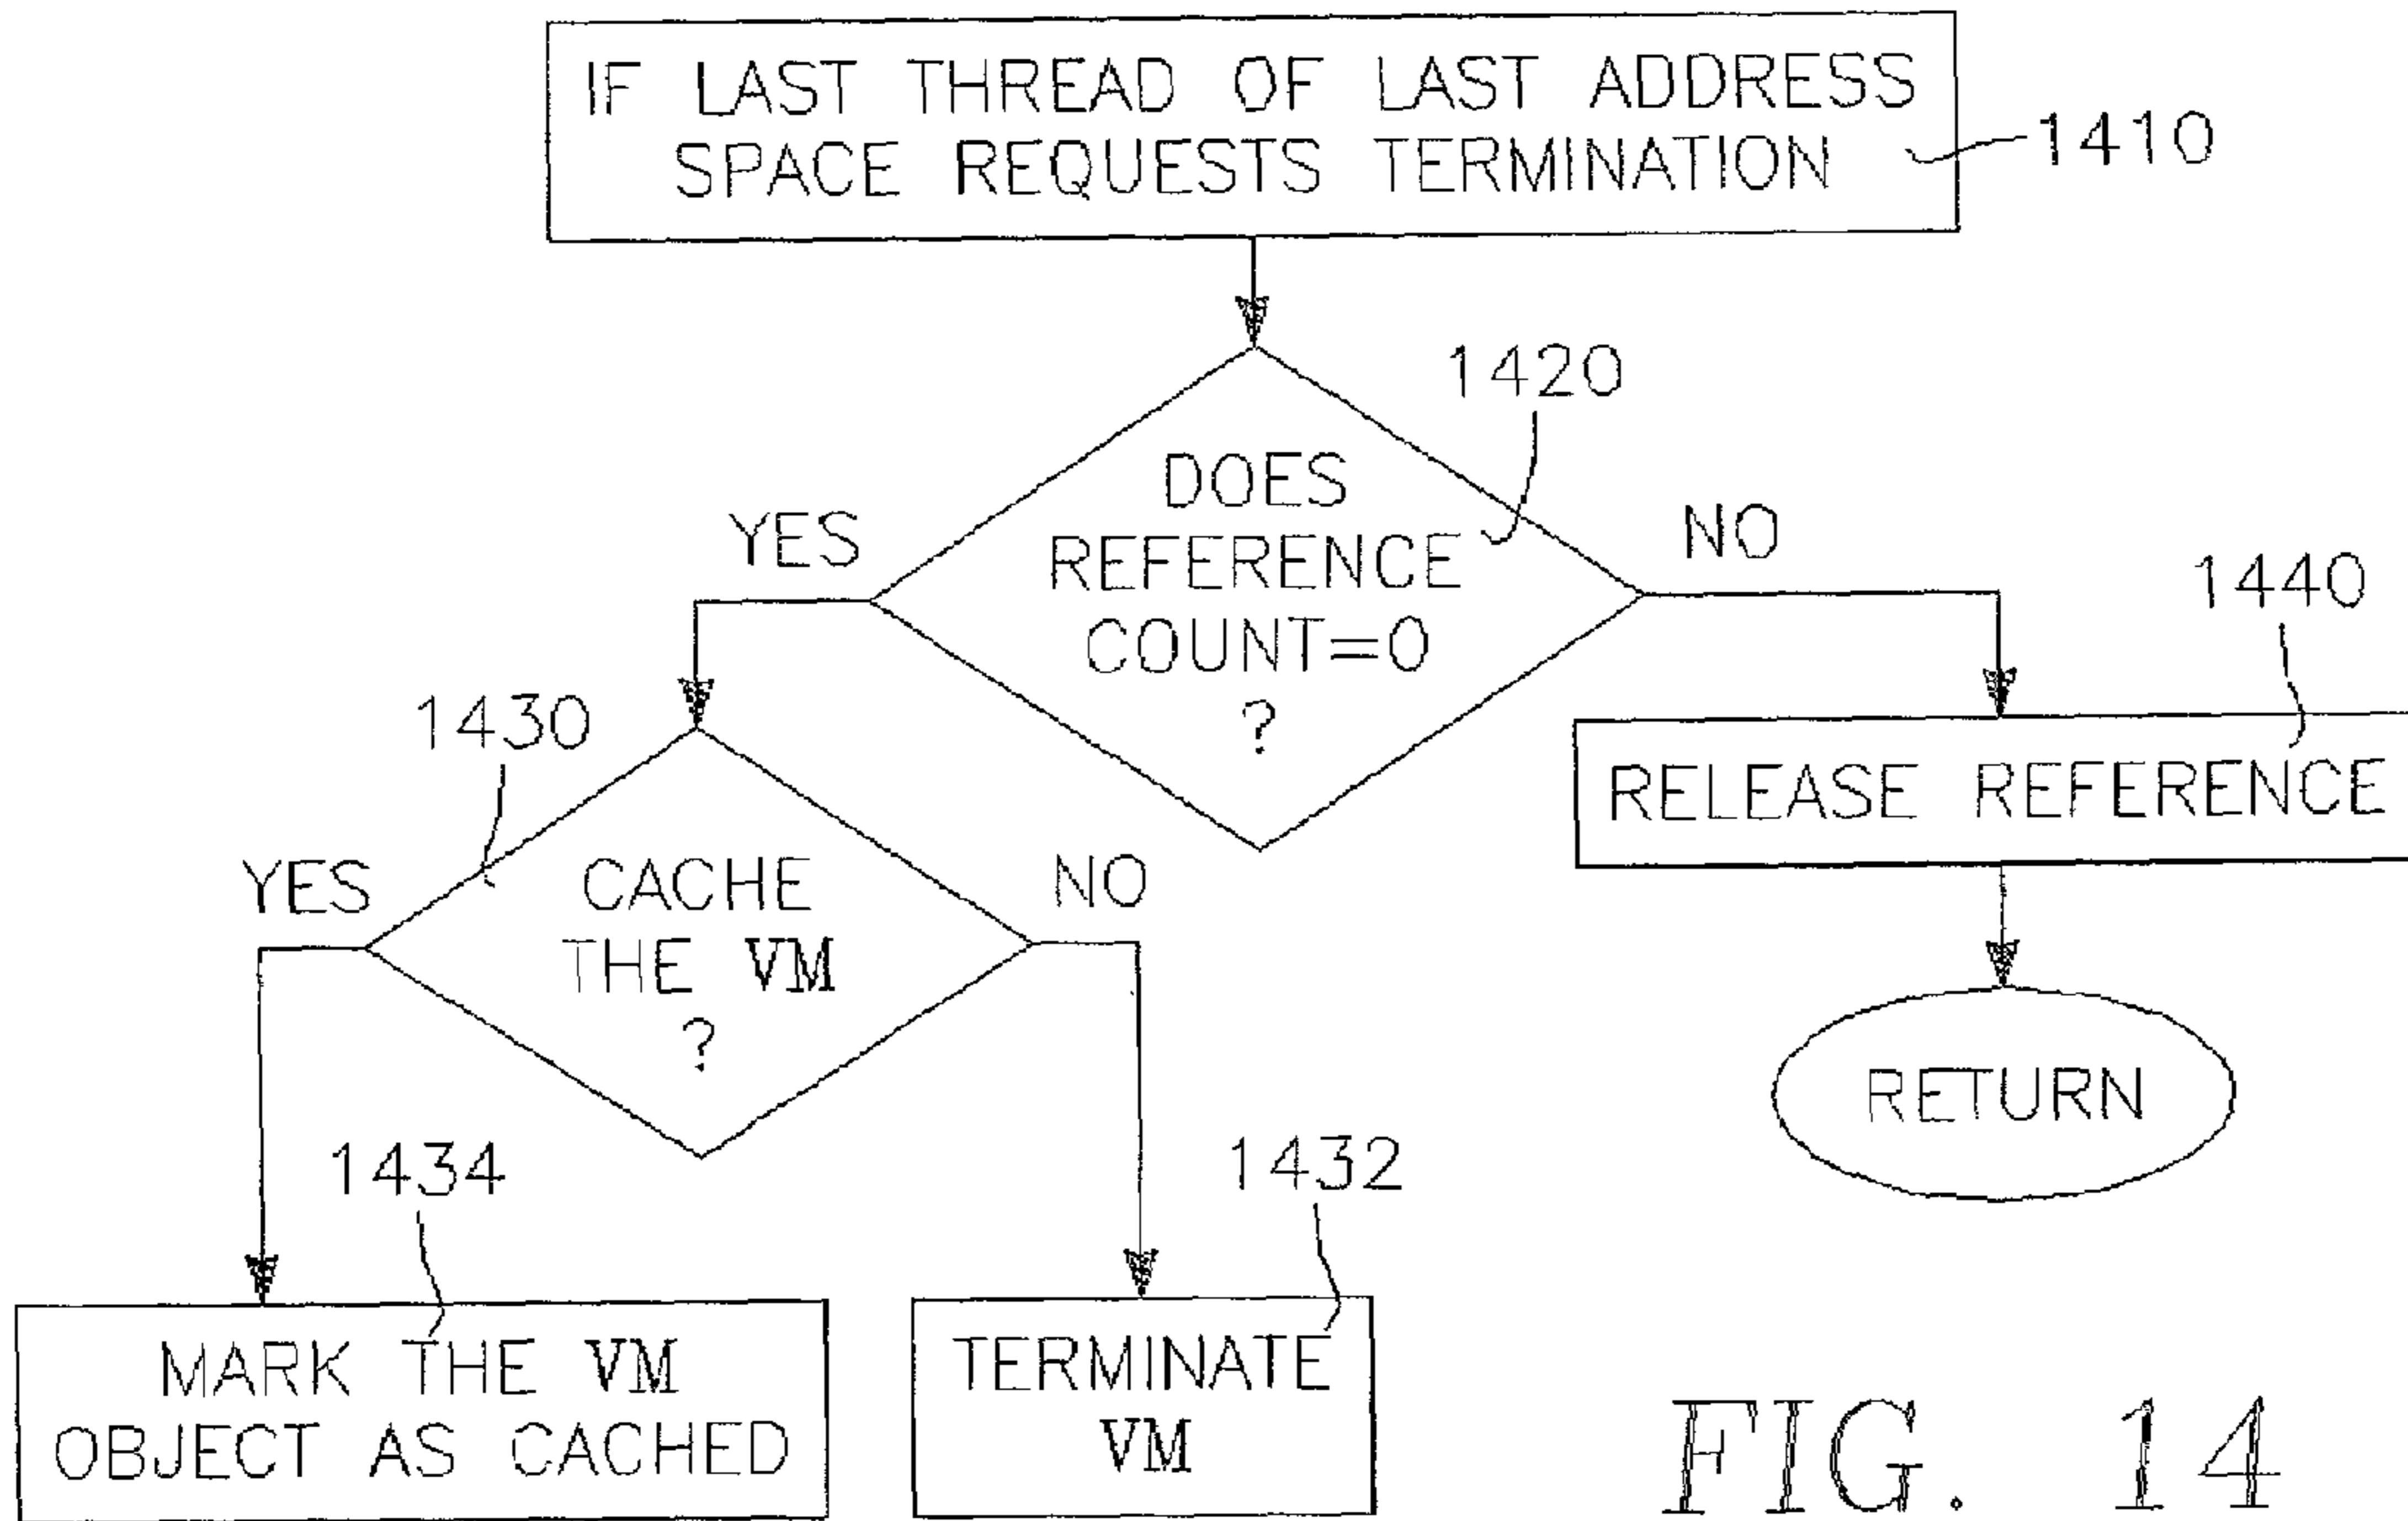 IF LAST THREAD OF LAST ADDRESS
SPACE REQUESTS TERMINATION
1410
1420
DOES
REFERENCE
COUNT=0
?
YES
NO
1440
RELEASE REFERENCE
RETURN
1430
CACHE
THE VM
?
YES
NO
1434
MARK THE VM
OBJECT AS CACHED
1432
TERMINATE
VM
FIG. 14